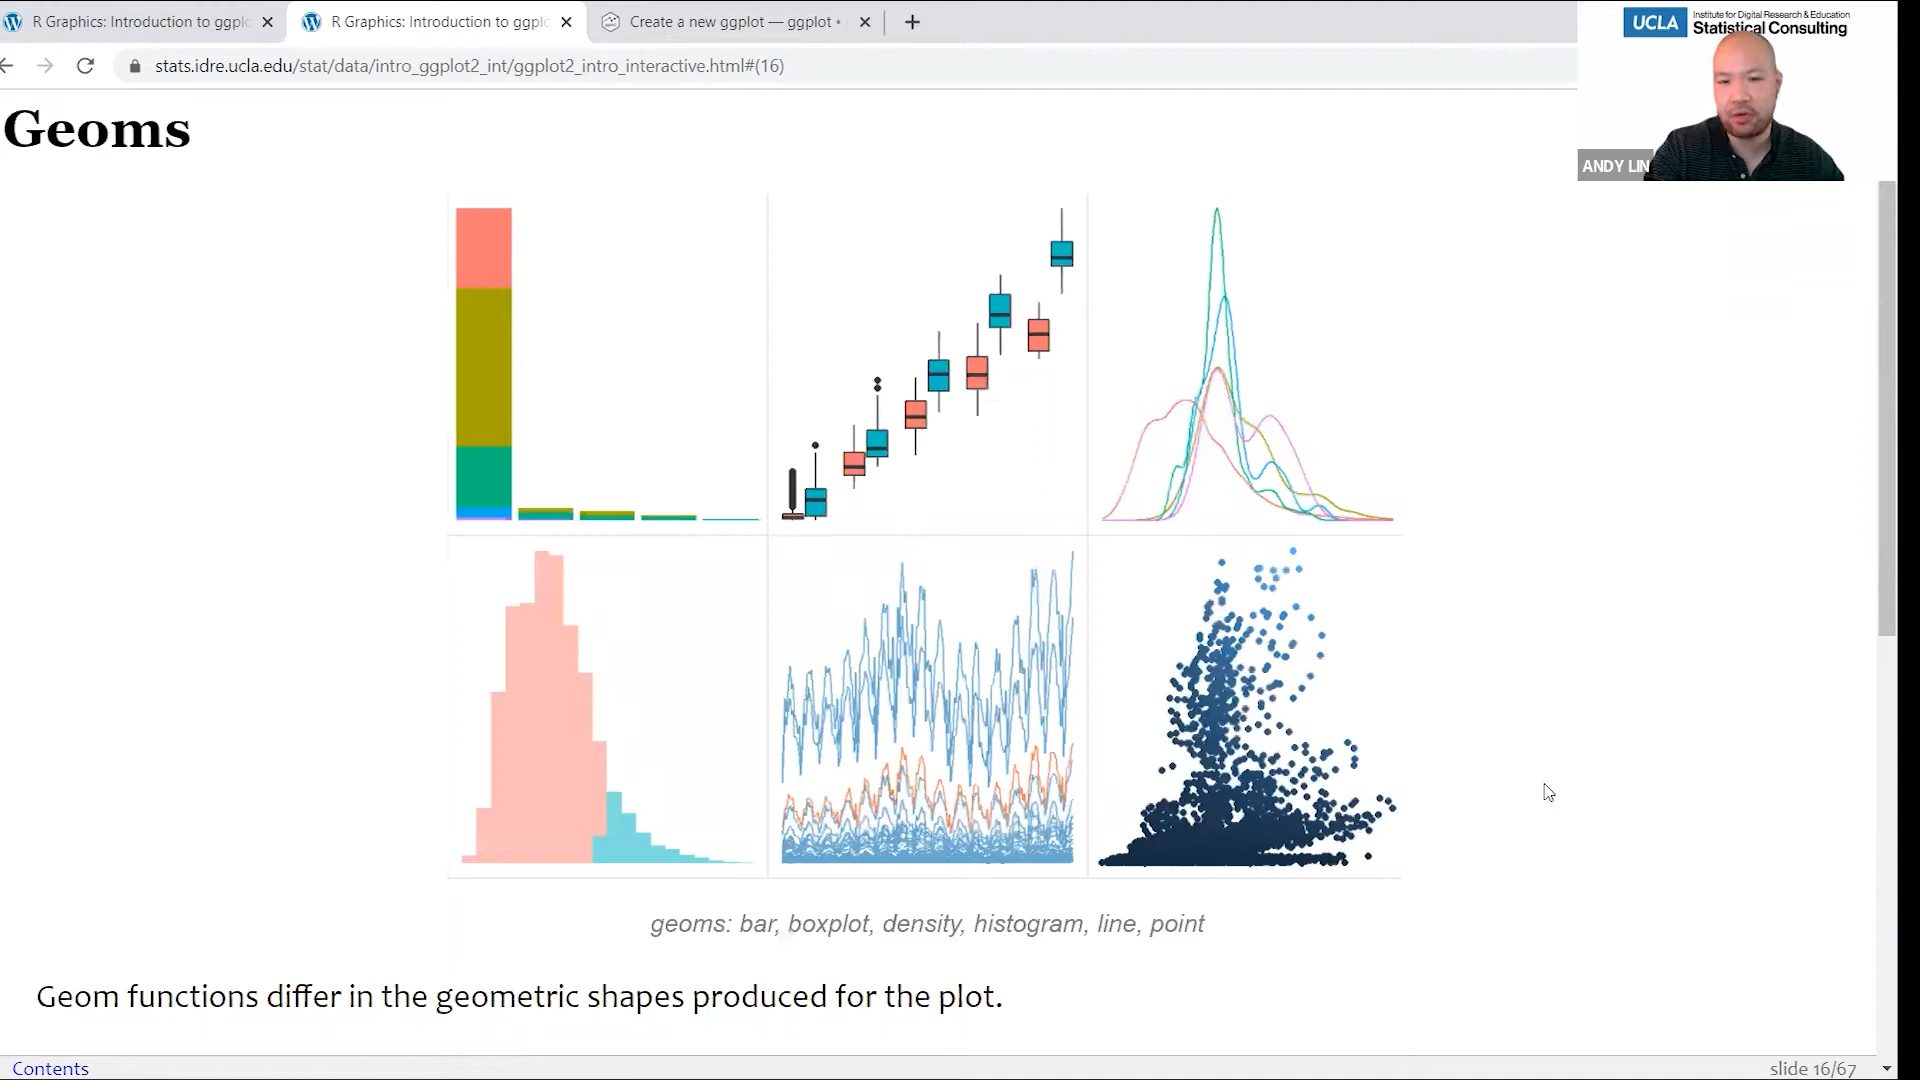 R Graphics: Introduction to ggplo
R Graphics: Introduction to ggplo
Create a new ggplot — ggplot •
stats.idre.ucla.edu/stat/data/intro_ggplot2_int/ggplot2_intro_interactive.html#(16)
UCLA
Institute for Digital Research & Education
Statistical Consulting
ANDY LIN
Geoms
geoms: bar, boxplot, density, histogram, line, point
Geom functions differ in the geometric shapes produced for the plot.
Contents
slide 16/67